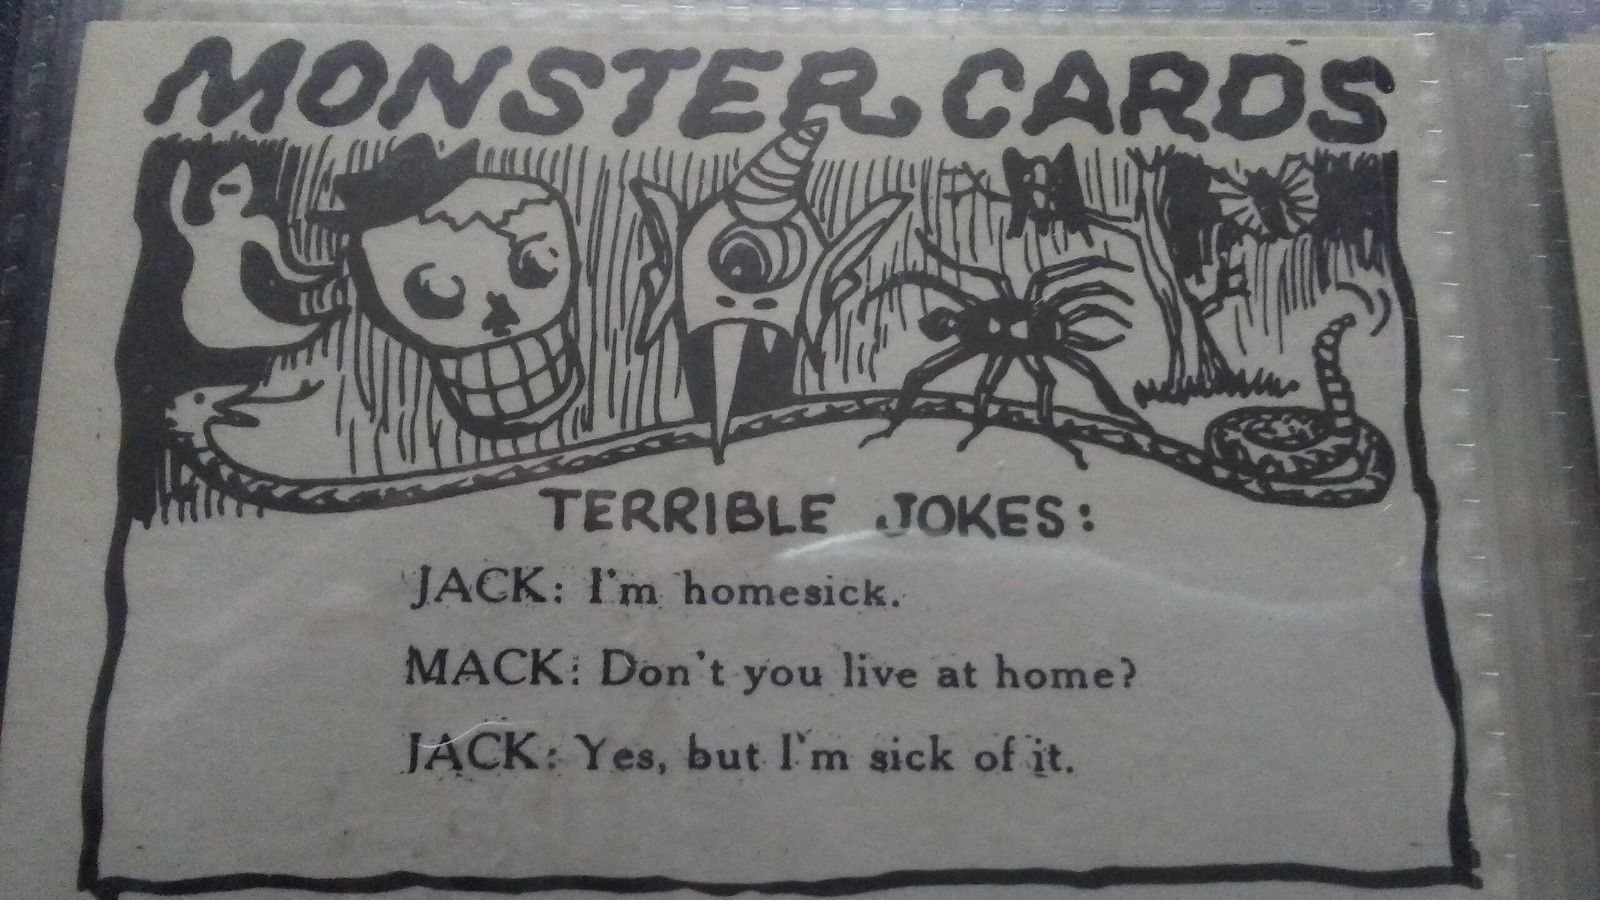 MONSTER CARDS
TERRIBLE JOKES:
JACK: I'm homesick.
MACK: Don't you live at home?
JACK: Yes, but I'm sick of it.